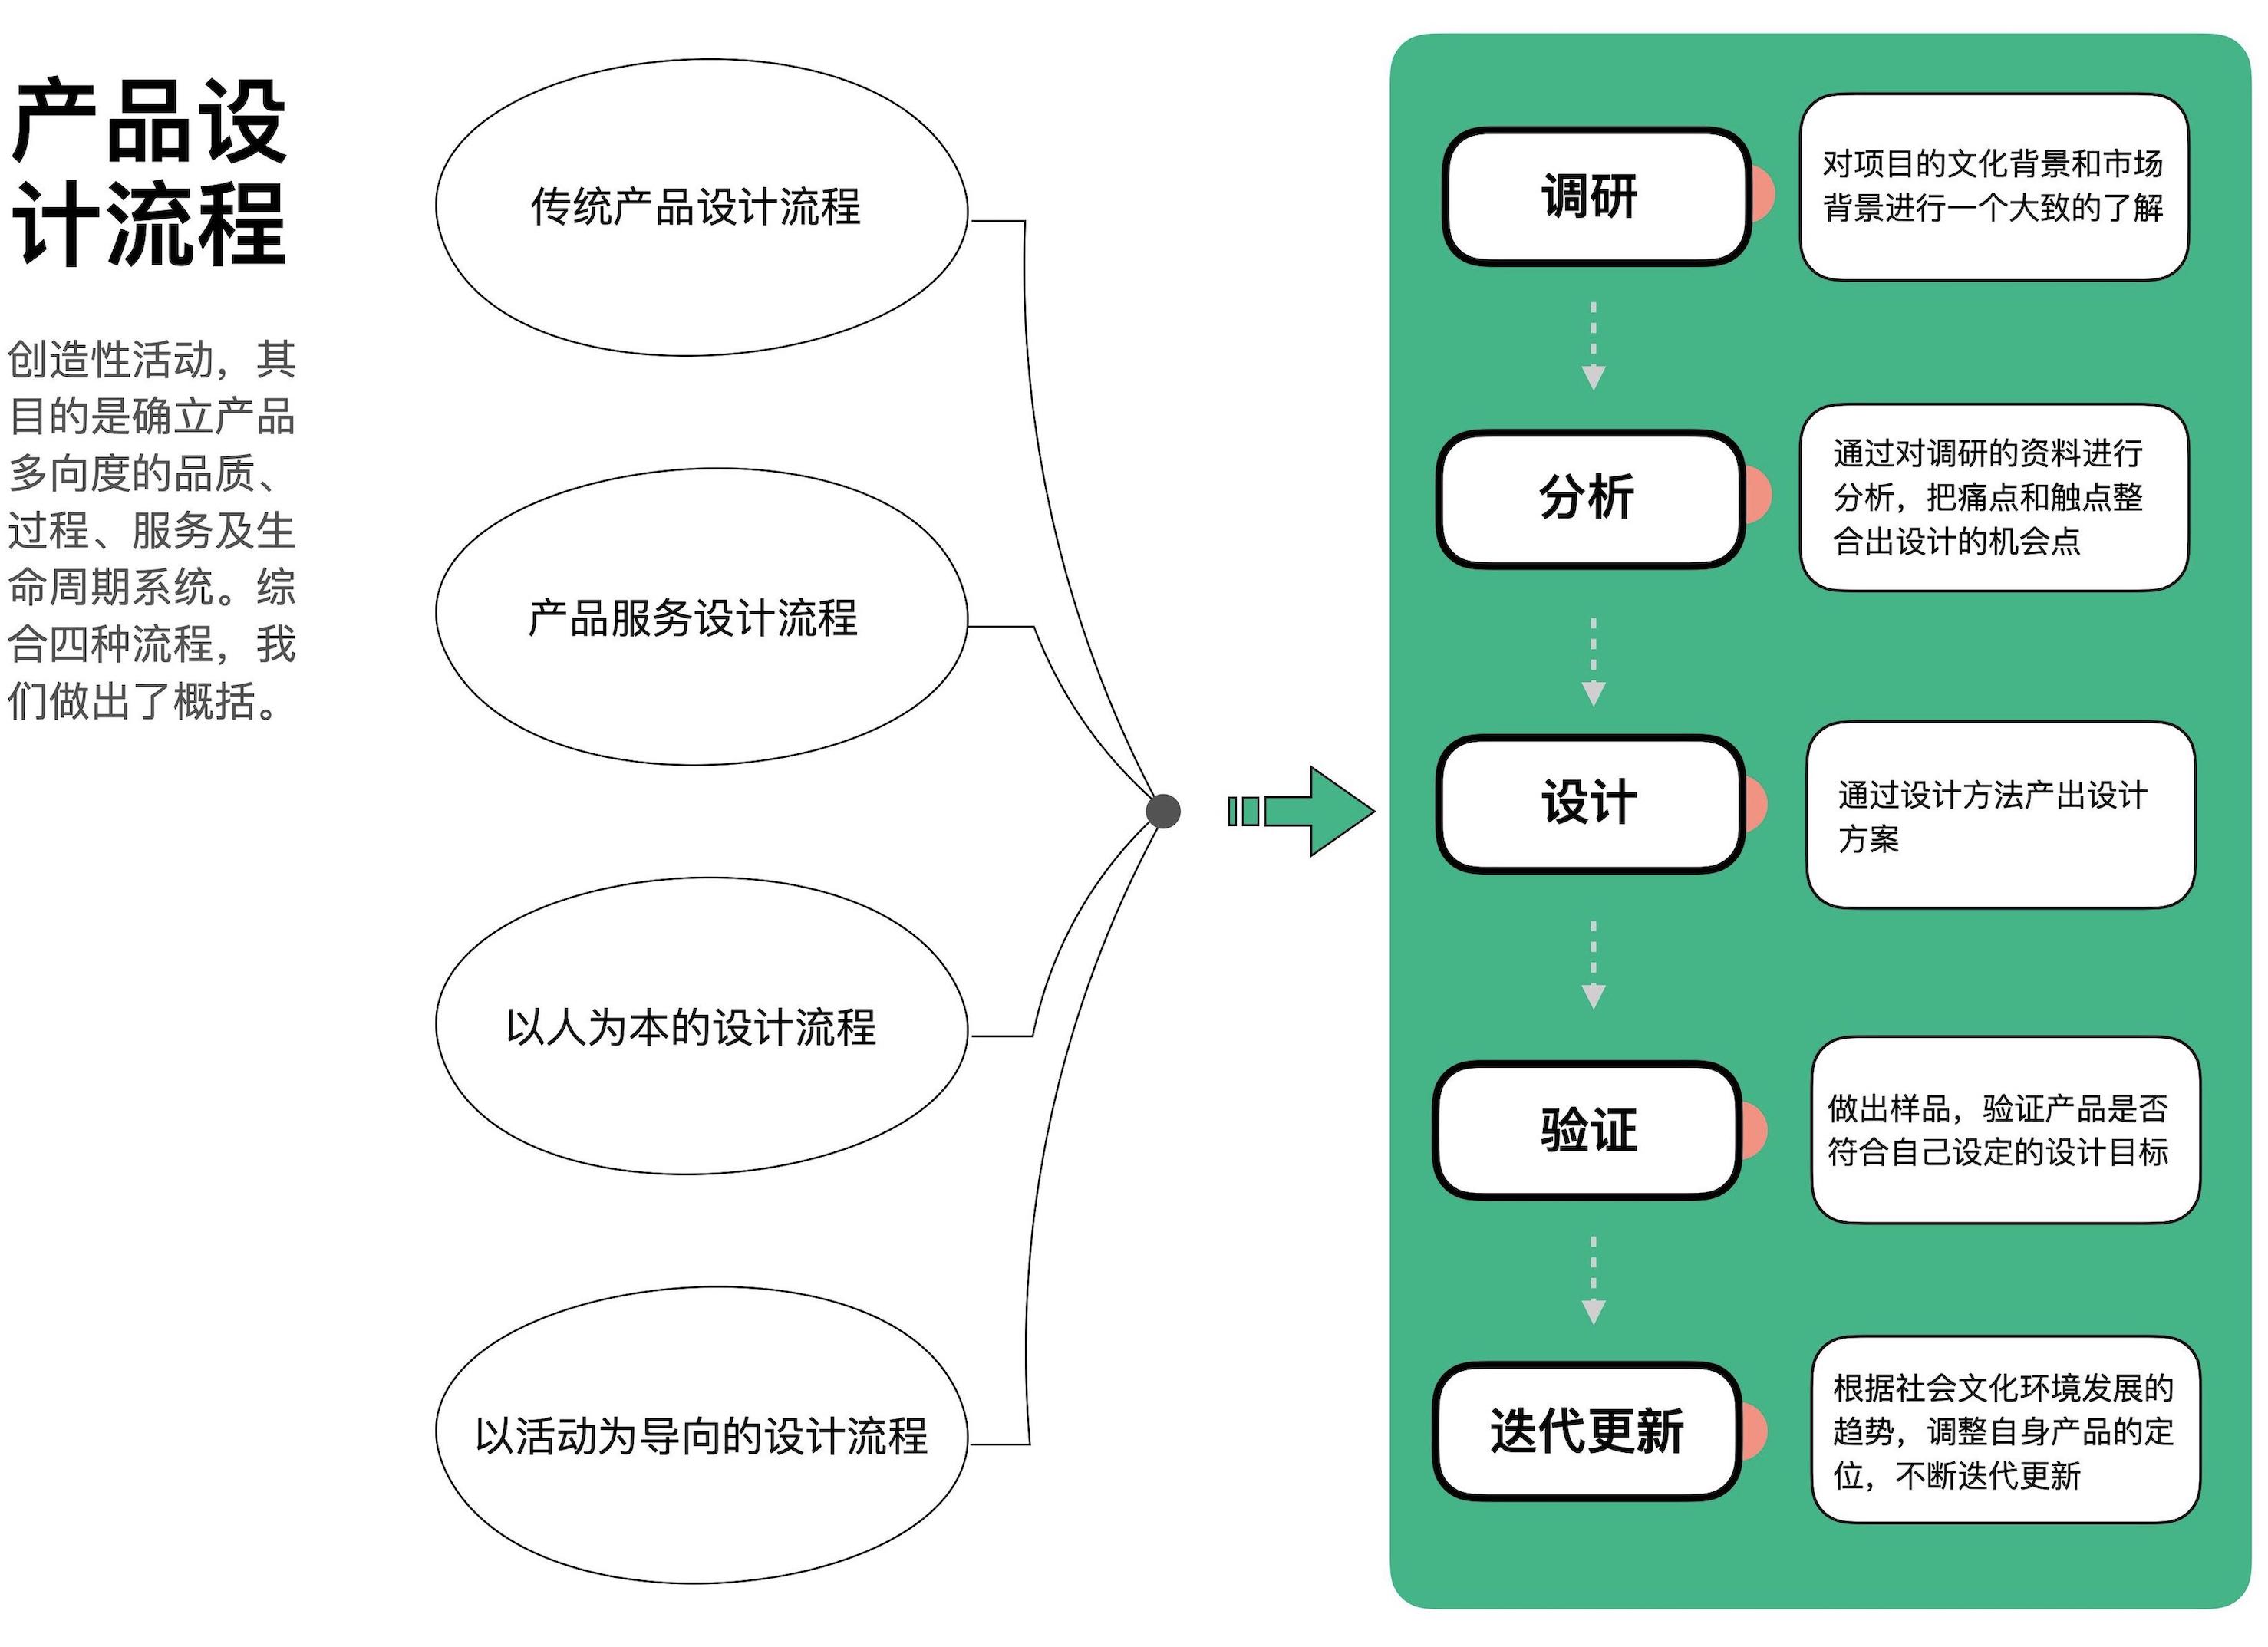 产品设
计流程
创造性活动，其
目的是确立产品
多向度的品质、
过程、服务及生
命周期系统。综
合四种流程，我
们做出了概括。
传统产品设计流程
产品服务设计流程
以人为本的设计流程
以活动为导向的设计流程
调研
对项目的文化背景和市场
背景进行一个大致的了解
分析
通过对调研的资料进行
分析，把痛点和触点整
合出设计的机会点
设计
通过设计方法产出设计
方案
验证
做出样品，验证产品是否
符合自己设定的设计目标
迭代更新
根据社会文化环境发展的
趋势，调整自身产品的定
位，不断迭代更新